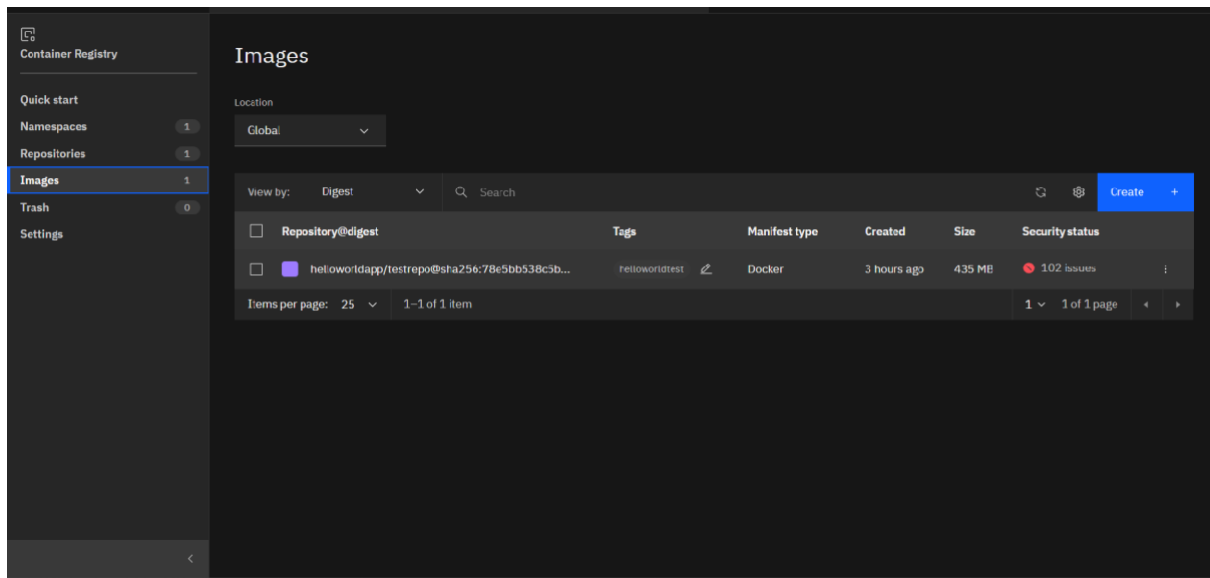 Container Registry
Quick start
Namespaces 1
Repositories 1
Images 1
Trash 0
Settings
Images
Location
Global
View by: Digest Search Create +
Repository@digest Tags Manifest type Created Size Security status
helloworldapp/testrepo@sha256:78e5bb538c5b... helloworldtest Docker 3 hours ago 435 MB 102 issues
Items per page: 25 1–1 of 1 item 1 1 of 1 page